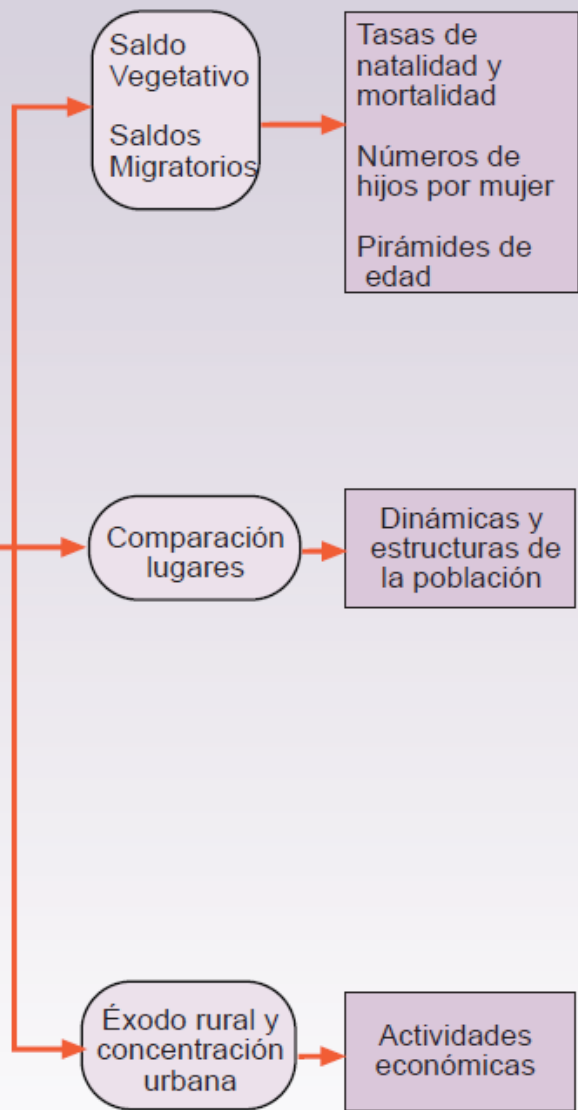 Saldo
Vegetativo
Saldos
Migratorios
Tasas de
natalidad y
mortalidad
Números de
hijos por mujer
Pirámides de
edad
Comparación
lugares
Dinámicas y
estructuras de
la población
Éxodo rural y
concentración
urbana
Actividades
económicas